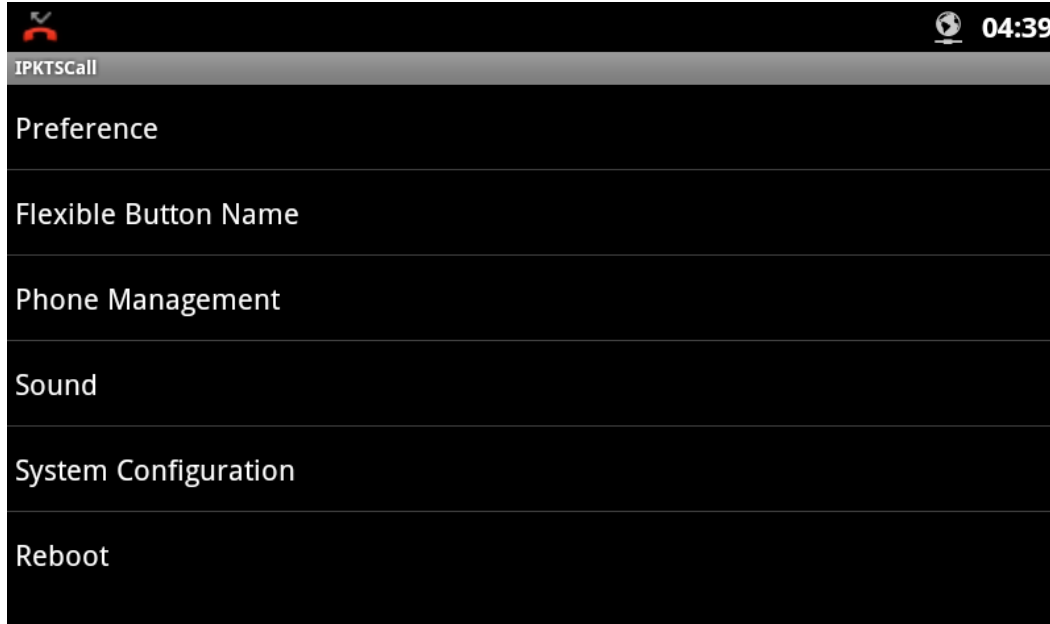 04:39
IPKTSCall
Preference
Flexible Button Name
Phone Management
Sound
System Configuration
Reboot